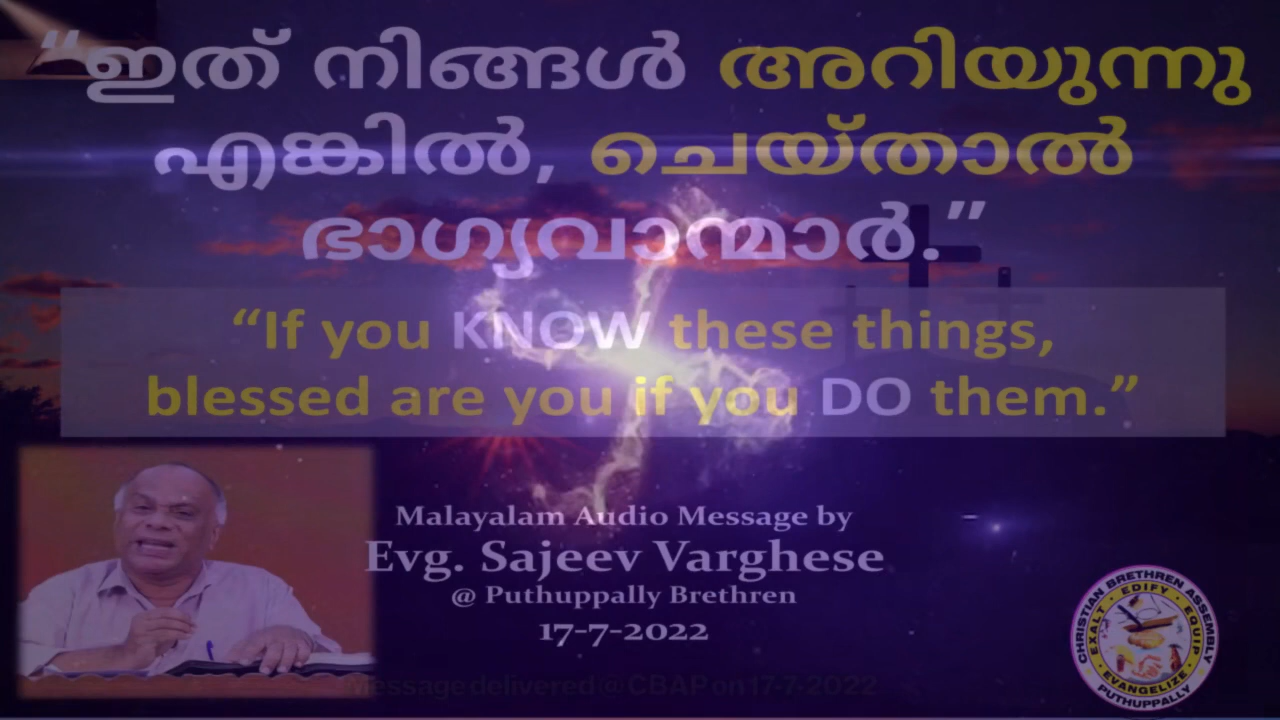 “ഇത് നിങ്ങൾ അറിയുന്നു
എങ്കിൽ, ചെയ്താൽ
ഭാഗ്യവാന്മാർ.”
“If you KNOW these things,
blessed are you if you DO them.”
Malayalam Audio Message by
Evg. Sajeev Varghese
@ Puthuppally Brethren
17-7-2022
Message delivered @ CBAP on 17-7-2022
CHRISTIAN BRETHREN ASSEMBLY
PUTHUPPALLY
EXALT • EDIFY • EQUIP
EVANGELIZE